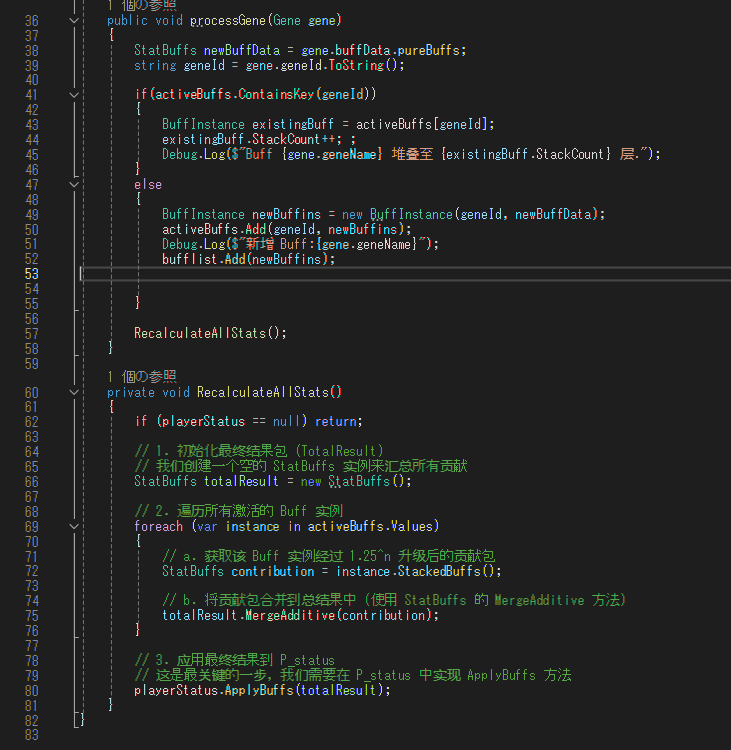 1 個の参照
36 public void processGene(Gene gene)
37 {
38 StatBuffs newBuffData = gene.buffData.pureBuffs;
39 string geneId = gene.geneId.ToString();
40
41 if(activeBuffs.ContainsKey(geneId))
42 {
43 BuffInstance existingBuff = activeBuffs[geneId];
44 existingBuff.StackCount++; ;
45 Debug.Log($"Buff {gene.geneName} 堆叠至 {existingBuff.StackCount} 层.");
46 }
47 else
48 {
49 BuffInstance newBuffins = new BuffInstance(geneId, newBuffData);
50 activeBuffs.Add(geneId, newBuffins);
51 Debug.Log($"新增 Buff:{gene.geneName}");
52 bufflist.Add(newBuffins);
53
54
55 }
56
57 RecalculateAllStats();
58 }
59
1 個の参照
60 private void RecalculateAllStats()
61 {
62 if (playerStatus == null) return;
63
64 // 1. 初始化最终结果包 (TotalResult)
65 // 我们创建一个空的 StatBuffs 实例来汇总所有贡献
66 StatBuffs totalResult = new StatBuffs();
67
68 // 2. 遍历所有激活的 Buff 实例
69 foreach (var instance in activeBuffs.Values)
70 {
71 // a. 获取该 Buff 实例经过 1.25^n 升级后的贡献包
72 StatBuffs contribution = instance.StackedBuffs();
73
74 // b. 将贡献包合并到总结果中 (使用 StatBuffs 的 MergeAdditive 方法)
75 totalResult.MergeAdditive(contribution);
76 }
77
78 // 3. 应用最终结果到 P_status
79 // 这是最关键的一步，我们需要在 P_status 中实现 ApplyBuffs 方法
80 playerStatus.ApplyBuffs(totalResult);
81 }
82 }
83